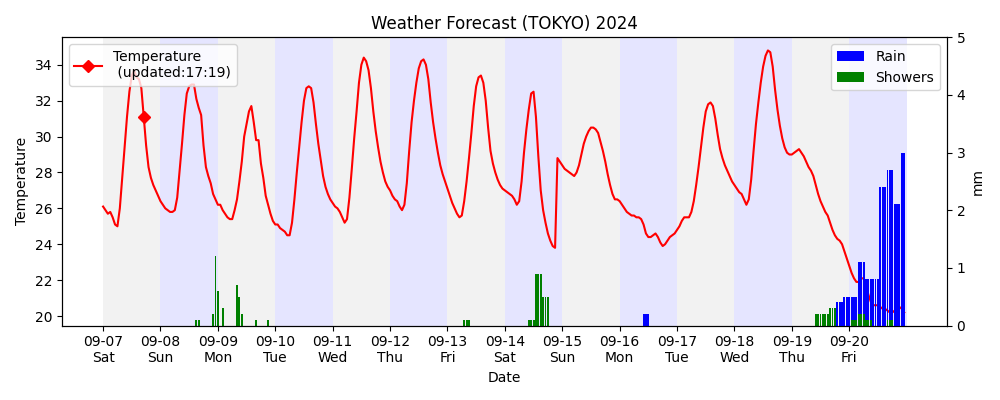 Weather Forecast (TOKYO) 2024
Temperature
(updated:17:19)
Rain
Showers
Temperature
34
32
30
28
26
24
22
20
5
4
3
2
1
0
mm
09-07 09-08 09-09 09-10 09-11 09-12 09-13 09-14 09-15 09-16 09-17 09-18 09-19 09-20
Sat Sun Mon Tue Wed Thu Fri Sat Sun Mon Tue Wed Thu Fri
Date